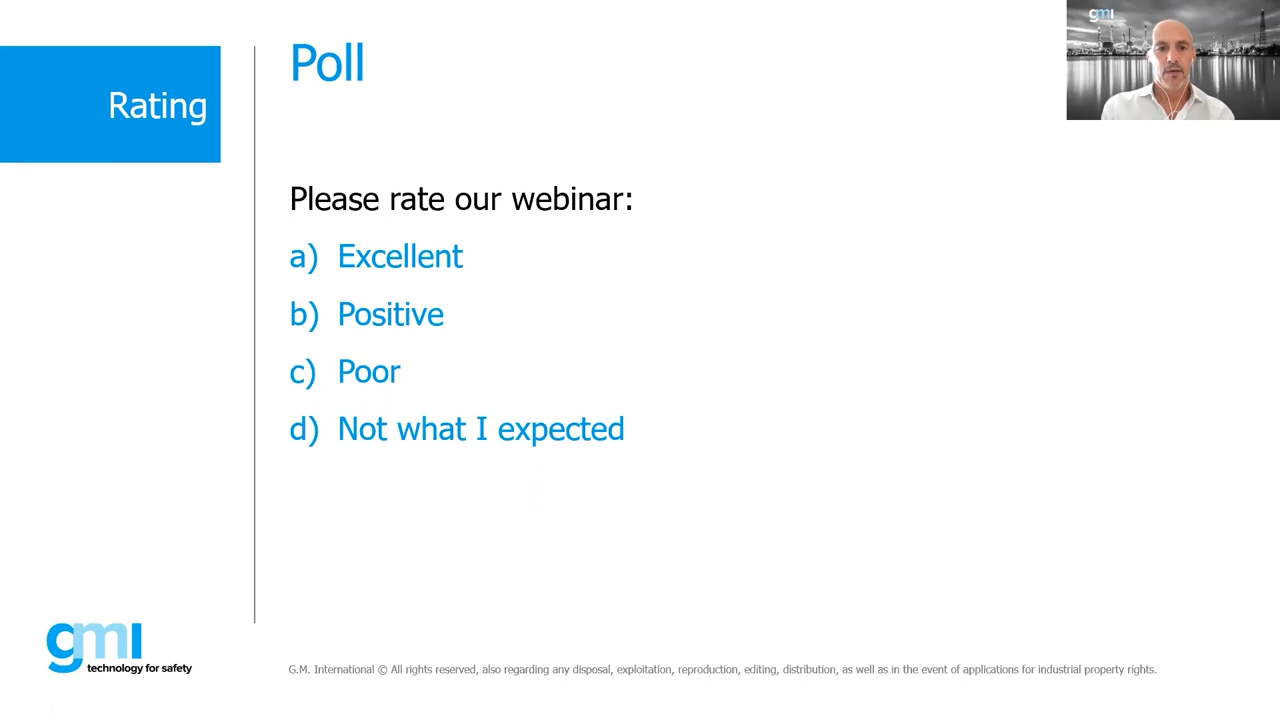 Poll
Rating
Please rate our webinar:
a) Excellent
b) Positive
c) Poor
d) Not what I expected
gmi
gmi
technology for safety
G.M. International © All rights reserved, also regarding any disposal, exploitation, reproduction, editing, distribution, as well as in the event of applications for industrial property rights.